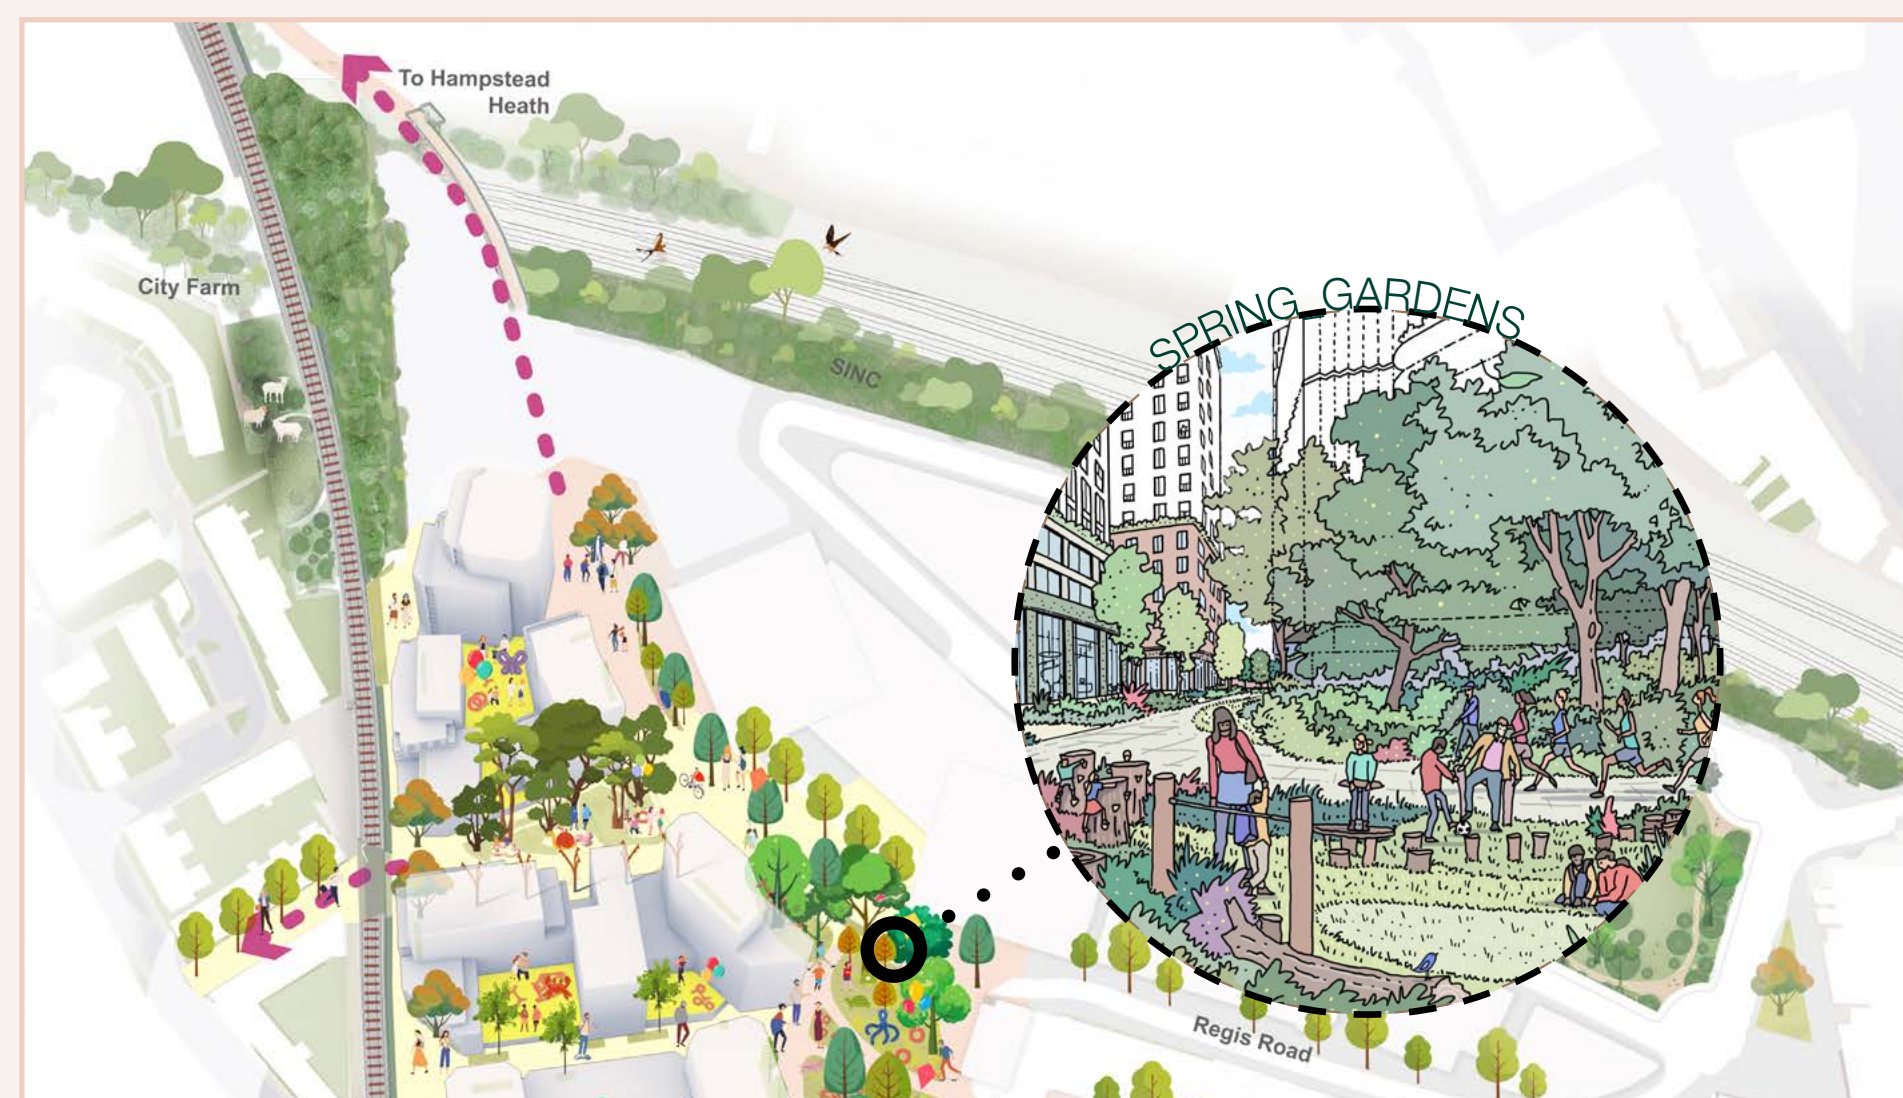 To Hampstead
Heath
City Farm
SINC
SPRING GARDENS
Regis Road